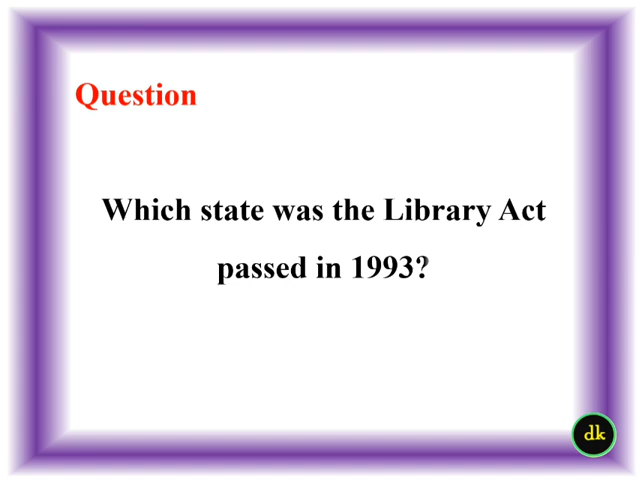 Question
Which state was the Library Act
passed in 1993?
dk